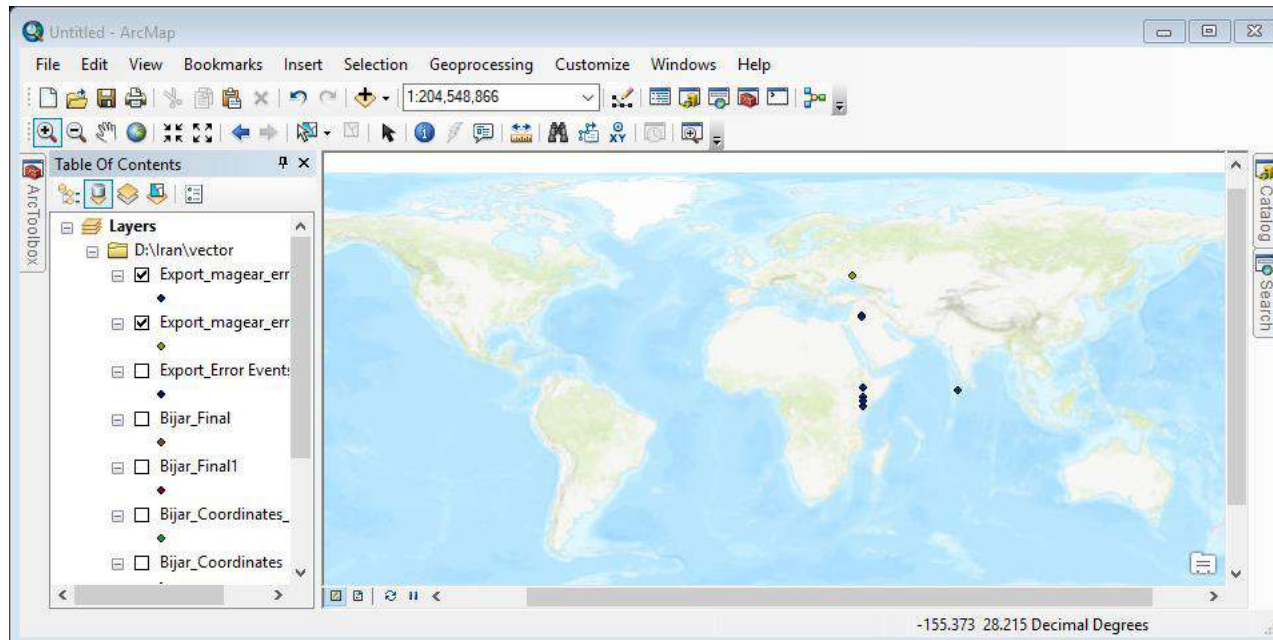 Untitled - ArcMap
File Edit View Bookmarks Insert Selection Geoprocessing Customize Windows Help
1:204,548,866
XY
Table Of Contents
ArcToolbox
Layers
D:\Iran\vector
Export_magear_err
Export_magear_err
Export_Error Event
Bijar_Final
Bijar_Final1
Bijar_Coordinates_
Bijar_Coordinates
Catalog
Search
-155.373 28.215 Decimal Degrees